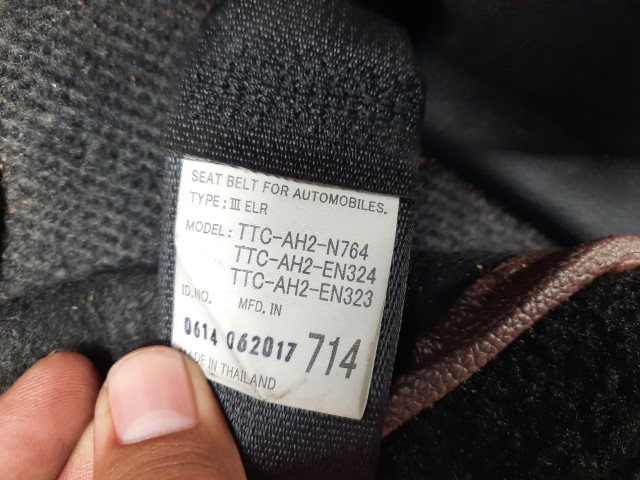 SEAT BELT FOR AUTOMOBILES.
TYPE: III ELR
MODEL: TTC-AH2-N764
TTC-AH2-EN324
TTC-AH2-EN323
ID.NO. MFD. IN
0614 062017 714
MADE IN THAILAND